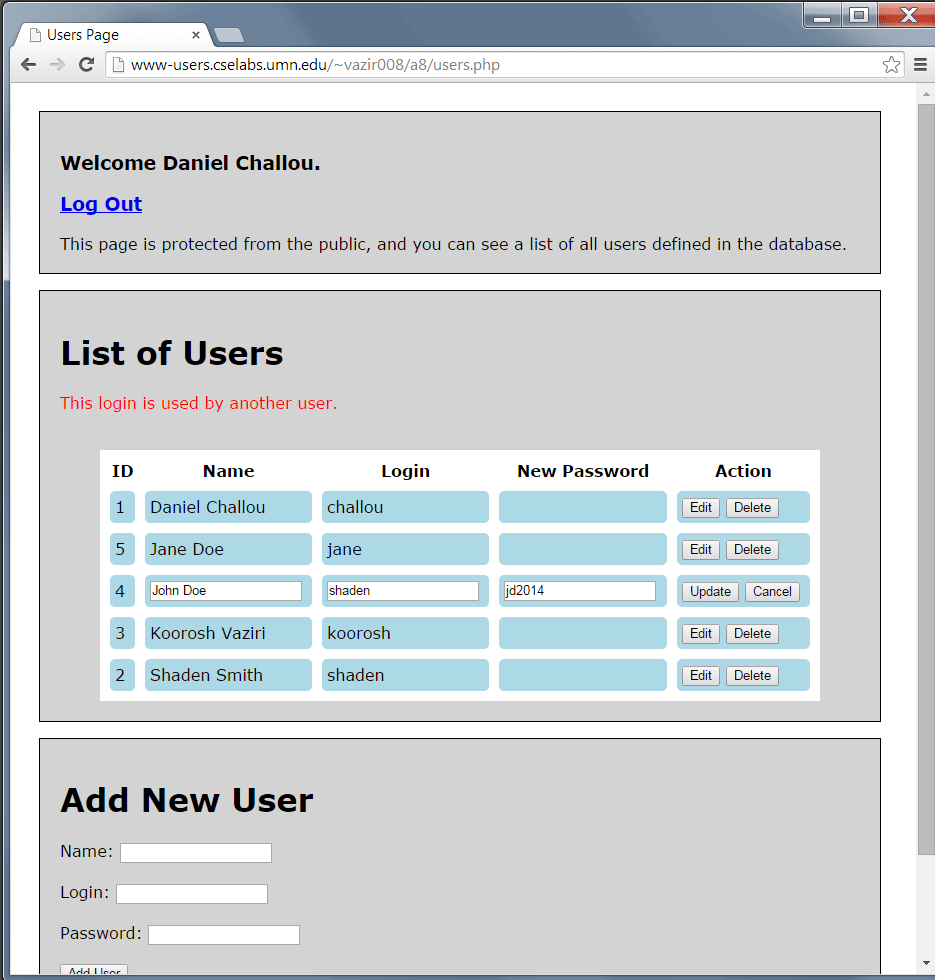 Users Page
www-users.cselabs.umn.edu/~vazir008/a8/users.php
Welcome Daniel Challou.
Log Out
This page is protected from the public, and you can see a list of all users defined in the database.
List of Users
This login is used by another user.
ID Name Login New Password Action
1 Daniel Challou challou Edit Delete
5 Jane Doe jane Edit Delete
4 John Doe shaden jd2014 Update Cancel
3 Koorosh Vaziri koorosh Edit Delete
2 Shaden Smith shaden Edit Delete
Add New User
Name:
Login:
Password:
Add User